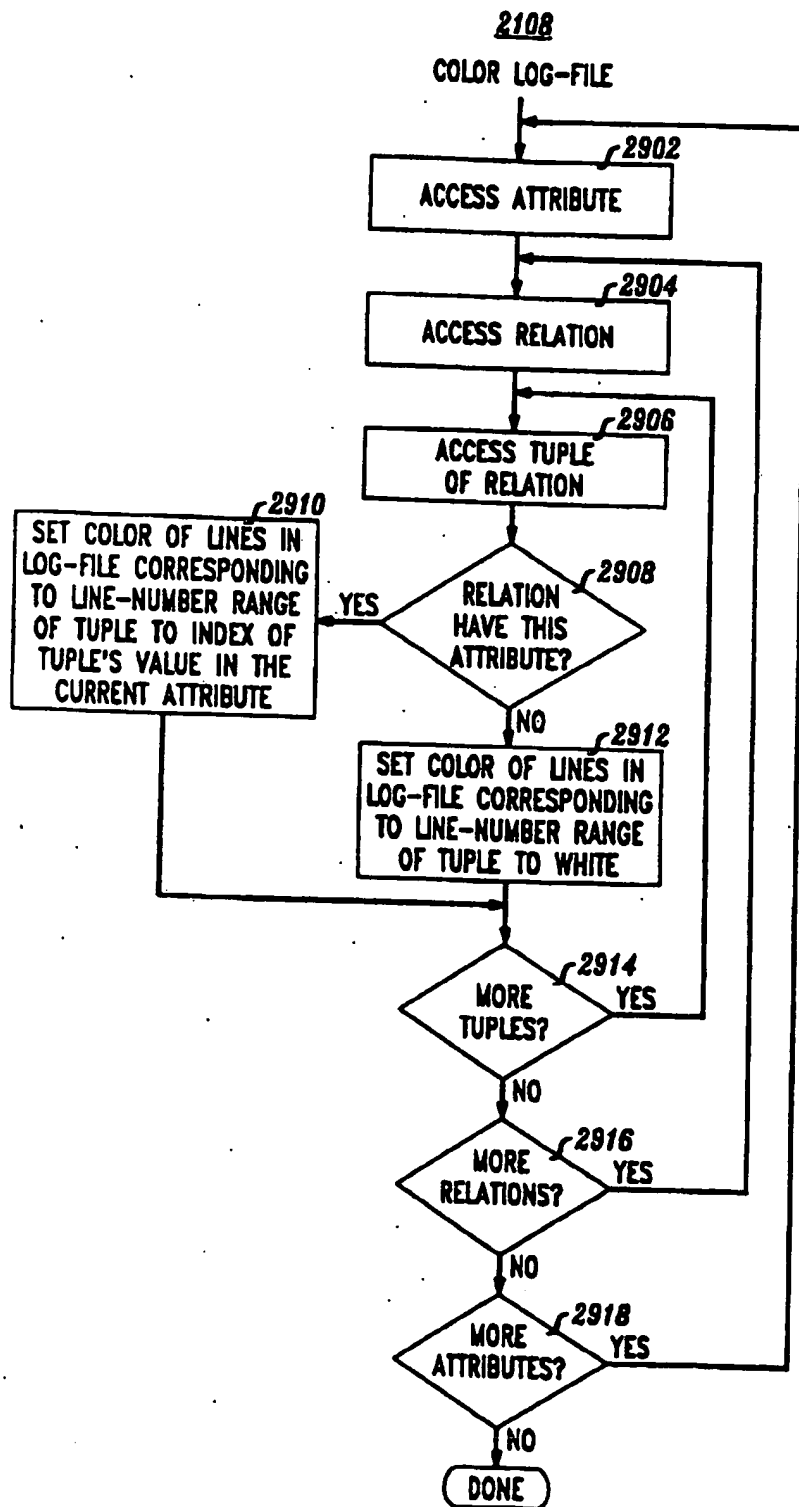 2108
COLOR LOG-FILE
2902
ACCESS ATTRIBUTE
2904
ACCESS RELATION
2906
ACCESS TUPLE
OF RELATION
2910
SET COLOR OF LINES IN
LOG-FILE CORRESPONDING
TO LINE-NUMBER RANGE
OF TUPLE TO INDEX OF
TUPLE'S VALUE IN THE
CURRENT ATTRIBUTE
YES
2908
RELATION
HAVE THIS
ATTRIBUTE?
NO
2912
SET COLOR OF LINES IN
LOG-FILE CORRESPONDING
TO LINE-NUMBER RANGE
OF TUPLE TO WHITE
2914
MORE
TUPLES?
YES
NO
2916
MORE
RELATIONS?
YES
NO
2918
MORE
ATTRIBUTES?
YES
NO
DONE